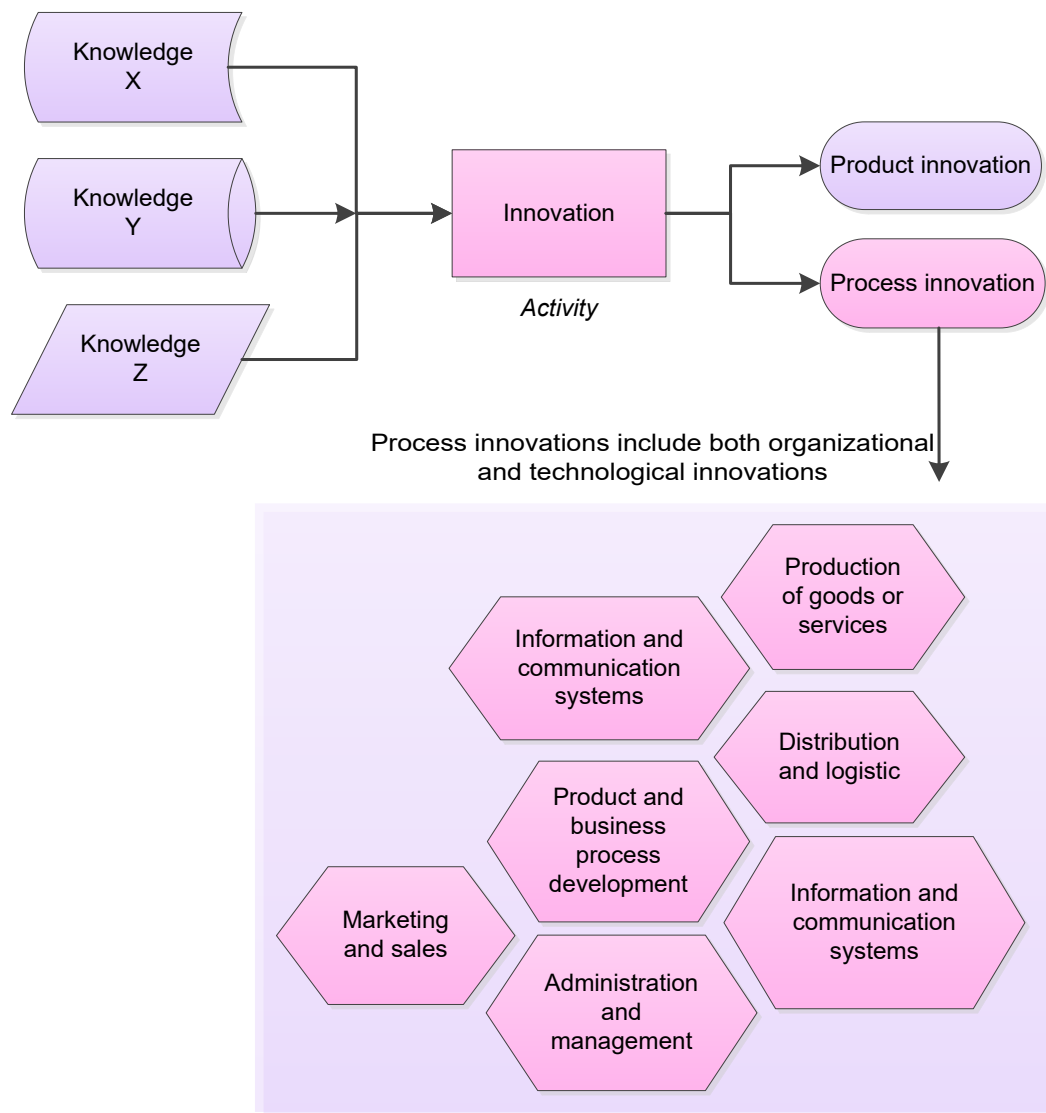 Knowledge
X
Knowledge
Y
Knowledge
Z
Innovation
Activity
Product innovation
Process innovation
Process innovations include both organizational
and technological innovations
Production
of goods or
services
Information and
communication
systems
Distribution
and logistic
Product and
business
process
development
Information and
communication
systems
Marketing
and sales
Administration
and
management